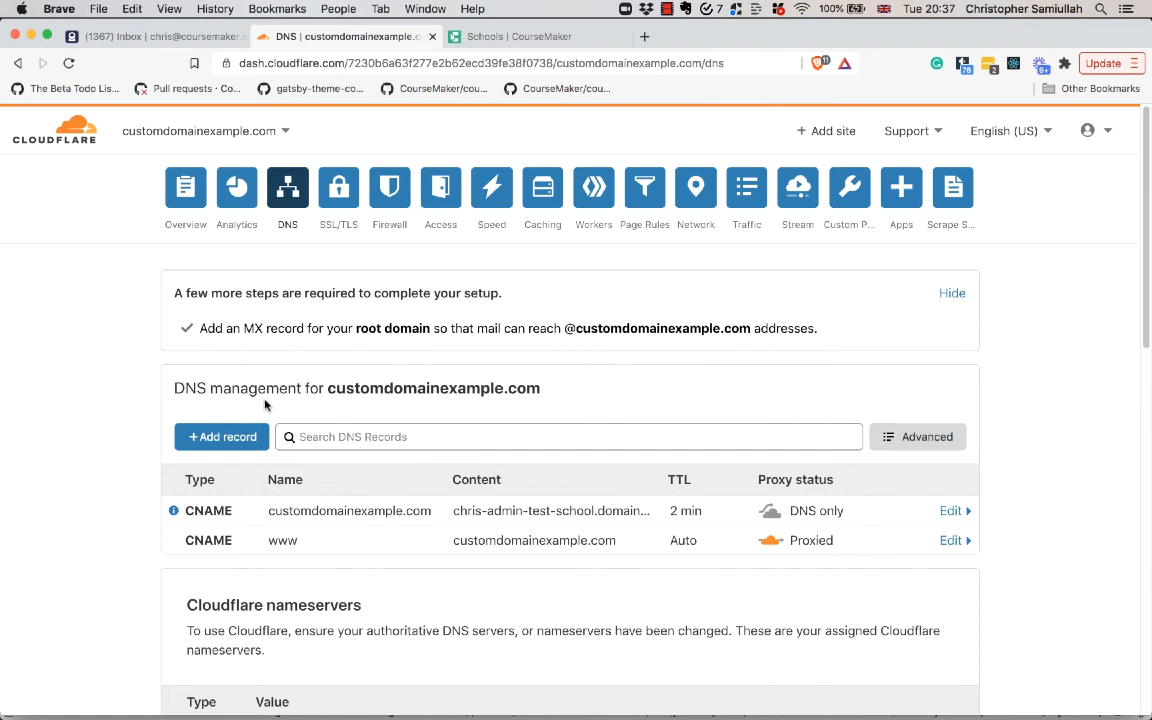 Brave File Edit View History Bookmarks People Tab Window Help 7 100% Tue 20:37 Christopher Samiullah
(1367) Inbox | chris@coursemaker.c DNS | customdomainexample.co Schools | CourseMaker
dash.cloudflare.com/7230b6a63f277e2b62ecd39fe38f0738/customdomainexample.com/dns 11 76 2 9+ Update
The Beta Todo Lis... Pull requests · Co... gatsby-theme-co... CourseMaker/cou... CourseMaker/cou... Other Bookmarks
CLOUDFLARE customdomainexample.com + Add site Support English (US)
Overview Analytics DNS SSL/TLS Firewall Access Speed Caching Workers Page Rules Network Traffic Stream Custom P... Apps Scrape S...
A few more steps are required to complete your setup. Hide
Add an MX record for your root domain so that mail can reach @customdomainexample.com addresses.
DNS management for customdomainexample.com
+ Add record Search DNS Records Advanced
Type Name Content TTL Proxy status
CNAME customdomainexample.com chris-admin-test-school.domain... 2 min DNS only Edit
CNAME www customdomainexample.com Auto Proxied Edit
Cloudflare nameservers
To use Cloudflare, ensure your authoritative DNS servers, or nameservers have been changed. These are your assigned Cloudflare
nameservers.
Type Value